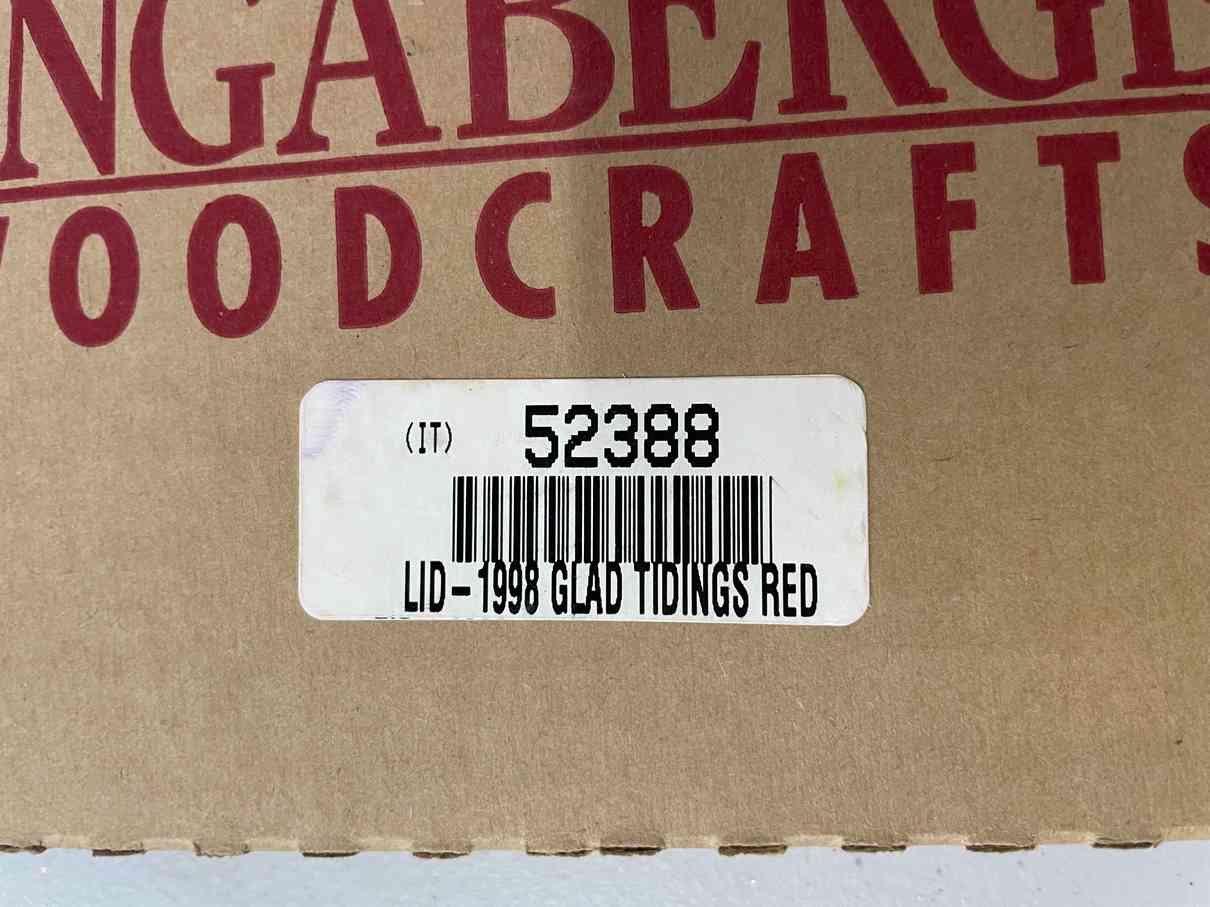 NGABERGE
WOODCRAFTS
(IT) 52388
LID-1998 GLAD TIDINGS RED